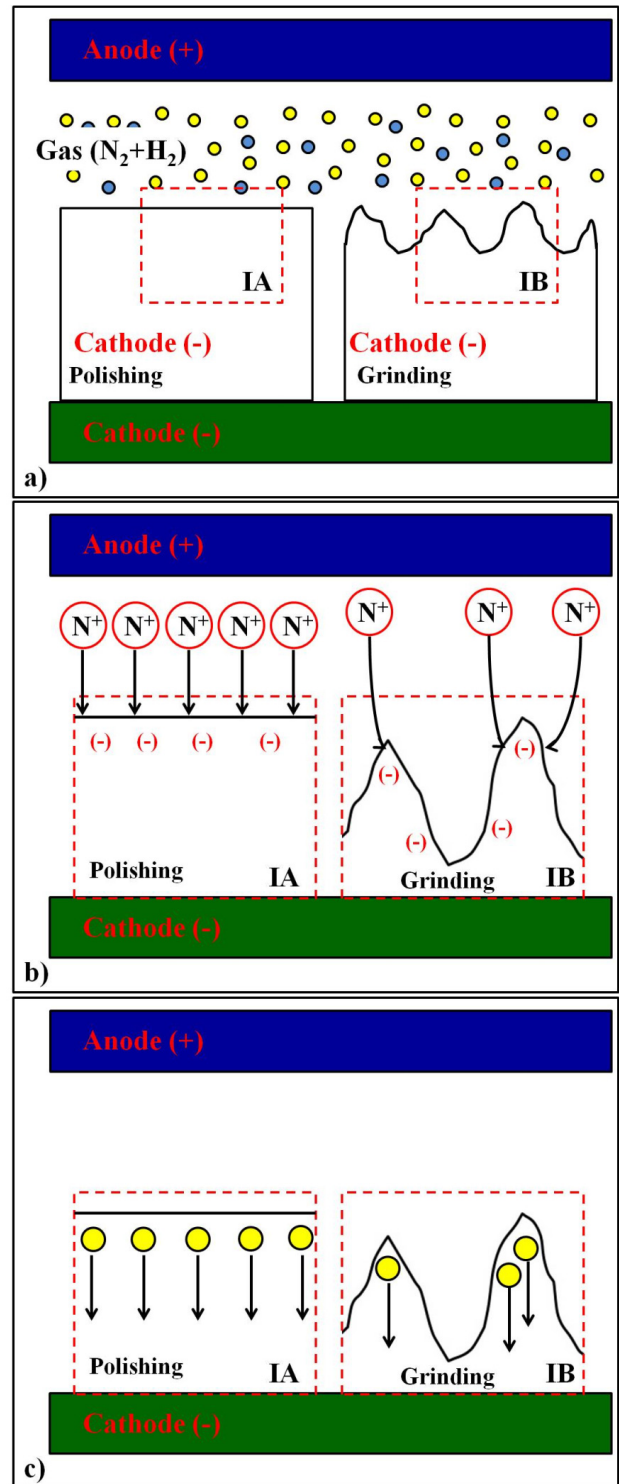 Anode (+)
Gas (N₂+H₂)
IA
IB
Cathode (-)
Cathode (-)
Polishing
Grinding
Cathode (-)
a)
Anode (+)
N⁺ N⁺ N⁺ N⁺ N⁺ N⁺ N⁺ N⁺
(-) (-) (-) (-)
(-)
(-)
(-)
(-)
Polishing
IA
Grinding
IB
Cathode (-)
b)
Anode (+)
Polishing
IA
Grinding
IB
Cathode (-)
c)